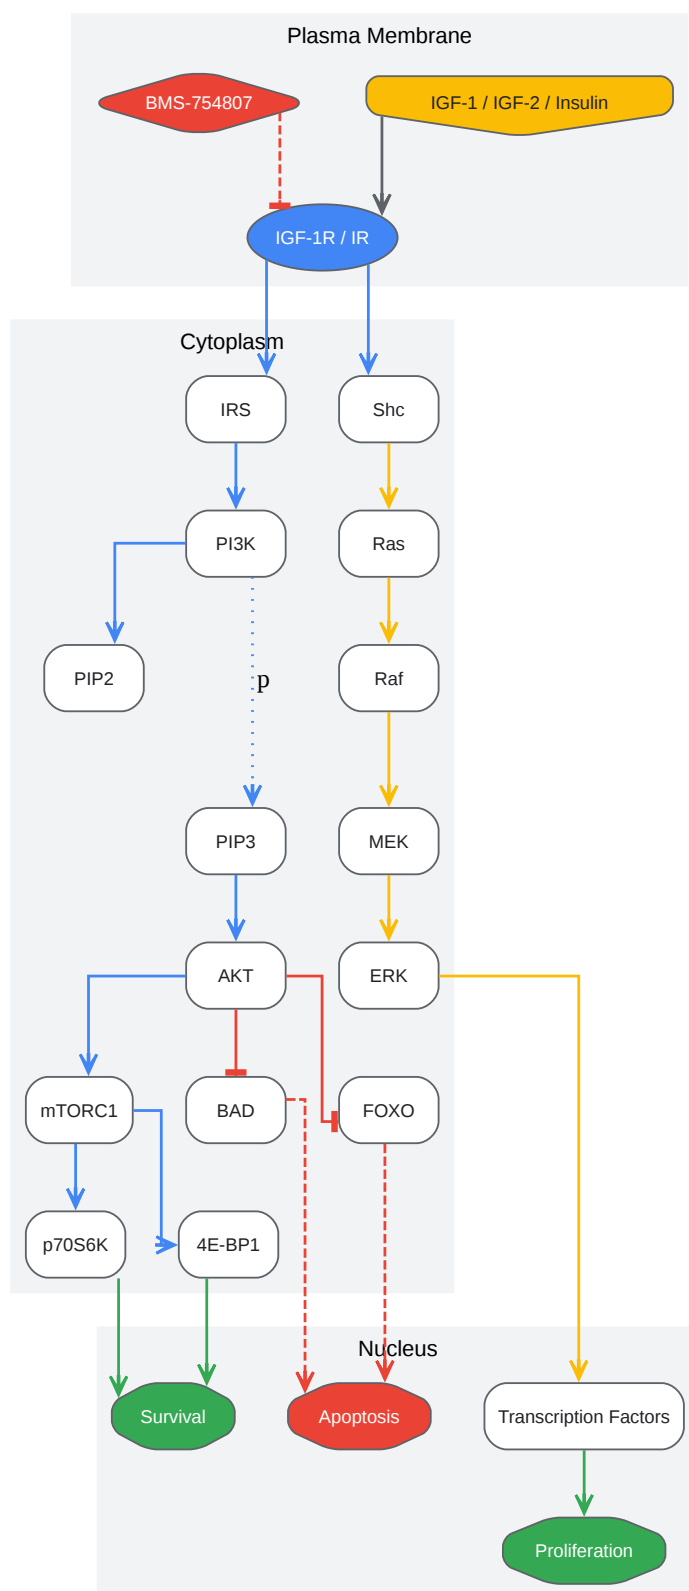 Plasma Membrane
BMS-754807
IGF-1 / IGF-2 / Insulin
IGF-1R / IR
Cytoplasm
IRS
Shc
PI3K
Ras
PIP2
p
Raf
PIP3
MEK
AKT
ERK
mTORC1
BAD
FOXO
p70S6K
4E-BP1
Nucleus
Survival
Apoptosis
Transcription Factors
Proliferation